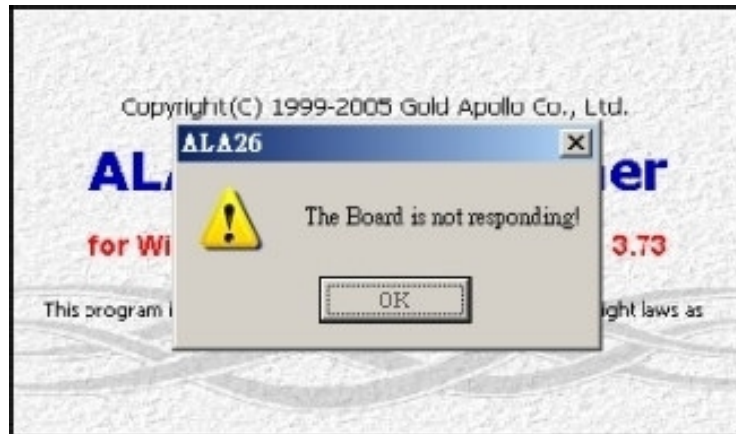 Copyright(C) 1999-2005 Gold Apollo Co., Ltd.
ALA26
The Board is not responding!
OK
for Wi 3.73
This program i ight laws as